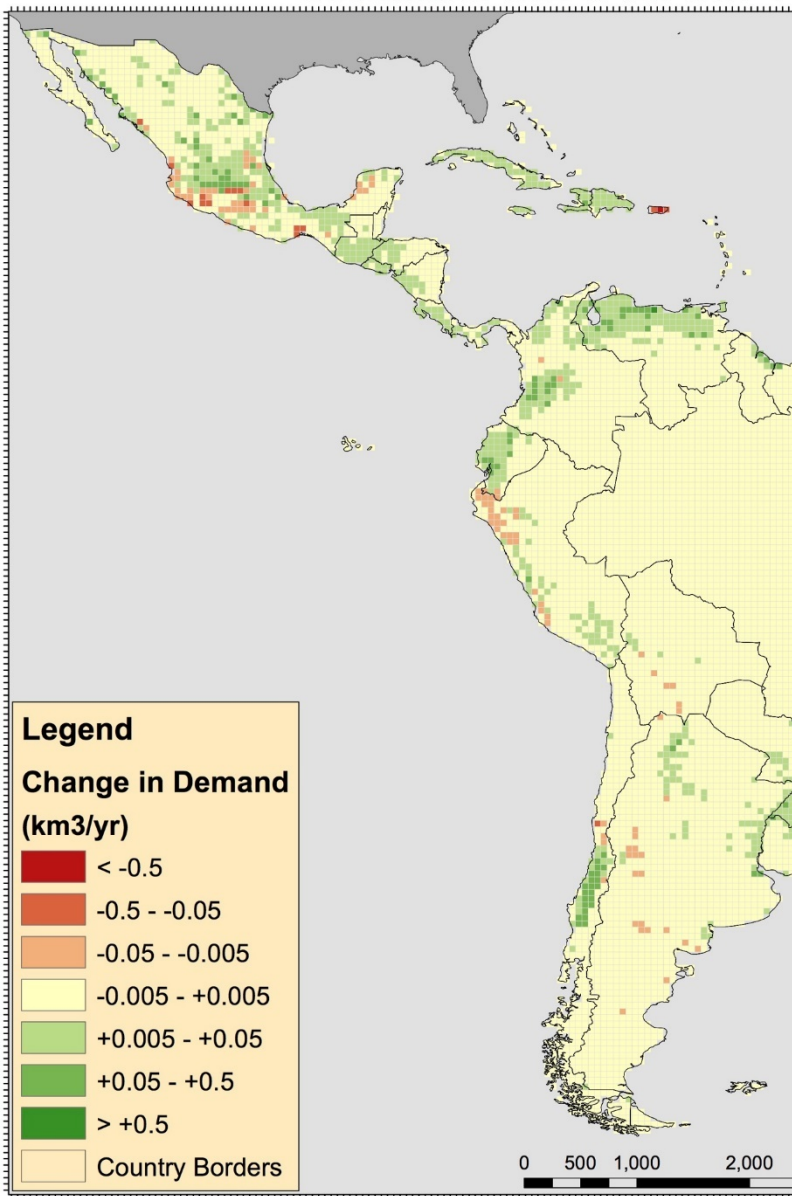 Legend
Change in Demand
(km3/yr)
< -0.5
-0.5 - -0.05
-0.05 - -0.005
-0.005 - +0.005
+0.005 - +0.05
+0.05 - +0.5
> +0.5
Country Borders
0 500 1,000 2,000